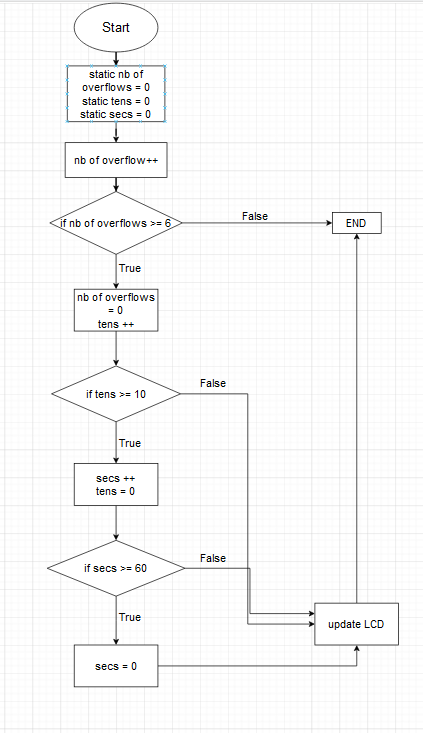 Start
static nb of
overflows = 0
static tens = 0
static secs = 0
nb of overflow++
if nb of overflows >= 6
False
END
True
nb of overflows
= 0
tens ++
if tens >= 10
False
True
secs ++
tens = 0
if secs >= 60
False
True
update LCD
secs = 0